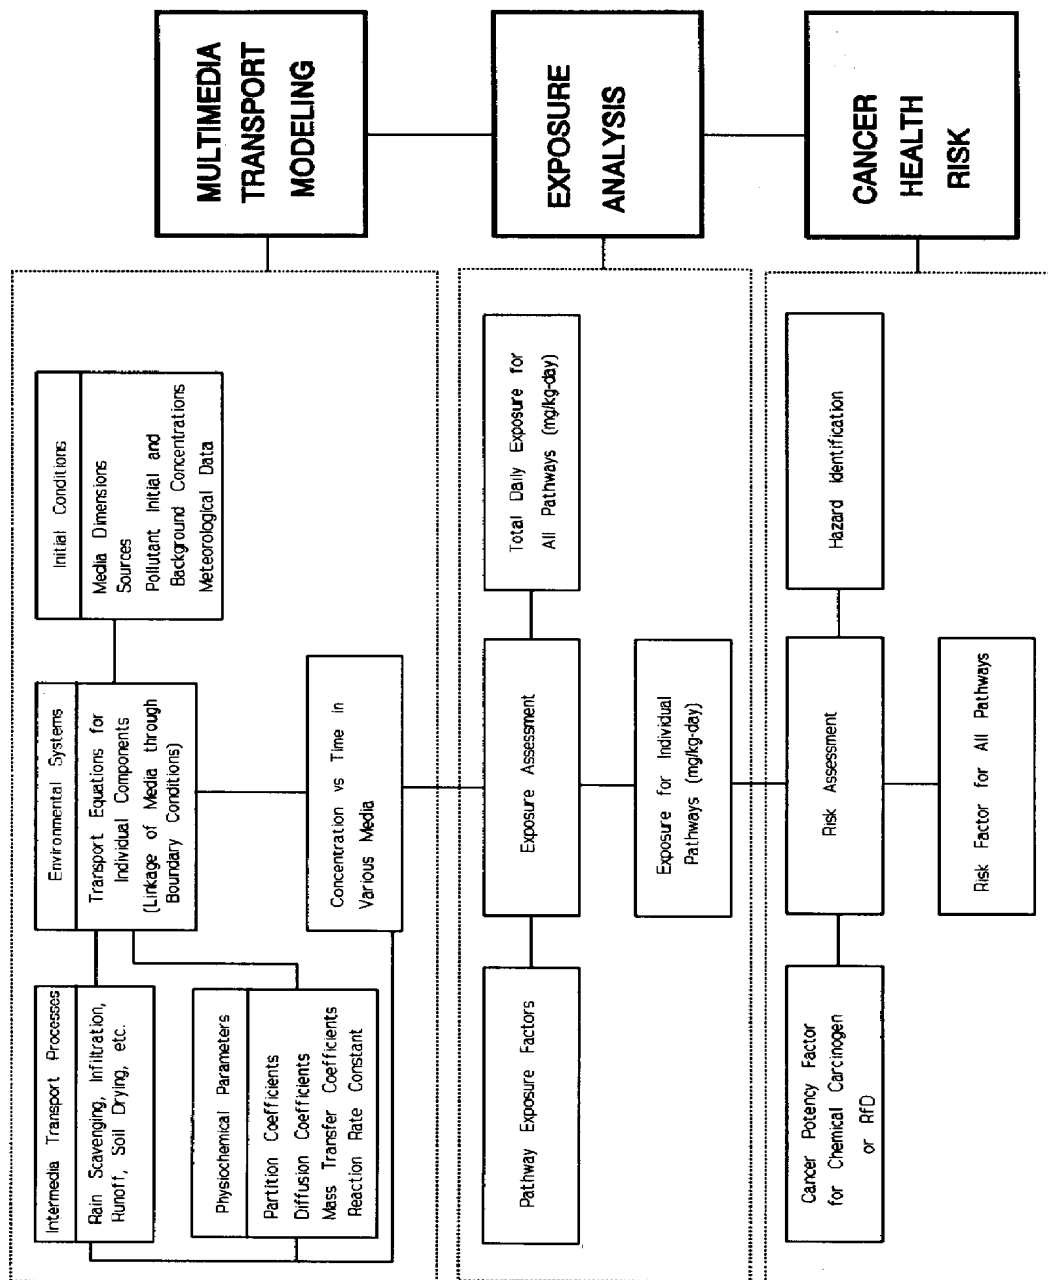 MULTIMEDIA
TRANSPORT
MODELING
Intermedia Transport Processes
Rain Scavenging, Infiltration,
Runoff, Soil Drying, etc.
Environmental Systems
Transport Equations for
Individual Components
(Linkage of Media through
Boundary Conditions)
Initial Conditions
Media Dimensions
Sources
Pollutant Initial and
Background Concentrations
Meteorological Data
Physiochemical Parameters
Partition Coefficients
Diffusion Coefficients
Mass Transfer Coefficients
Reaction Rate Constant
Concentration vs Time in
Various Media
EXPOSURE
ANALYSIS
Pathway Exposure Factors
Exposure Assessment
Total Daily Exposure for
All Pathways (mg/kg-day)
Exposure for Individual
Pathways (mg/kg-day)
CANCER
HEALTH
RISK
Cancer Potency Factor
for Chemical Carcinogen
or RfD
Risk Assessment
Hazard Identification
Risk Factor for All Pathways